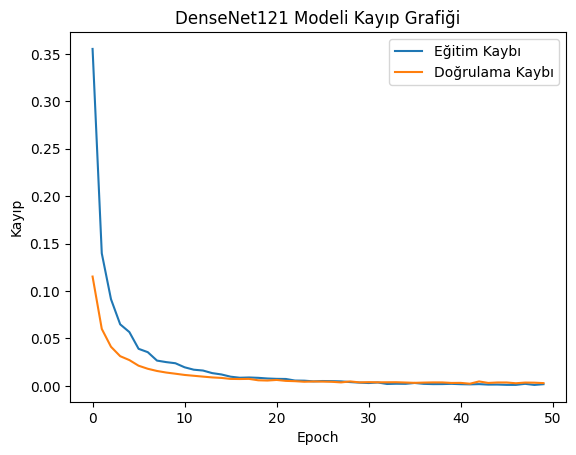 DenseNet121 Modeli Kayıp Grafiği
Eğitim Kaybı
Doğrulama Kaybı
Kayıp
0.35
0.30
0.25
0.20
0.15
0.10
0.05
0.00
0 10 20 30 40 50
Epoch